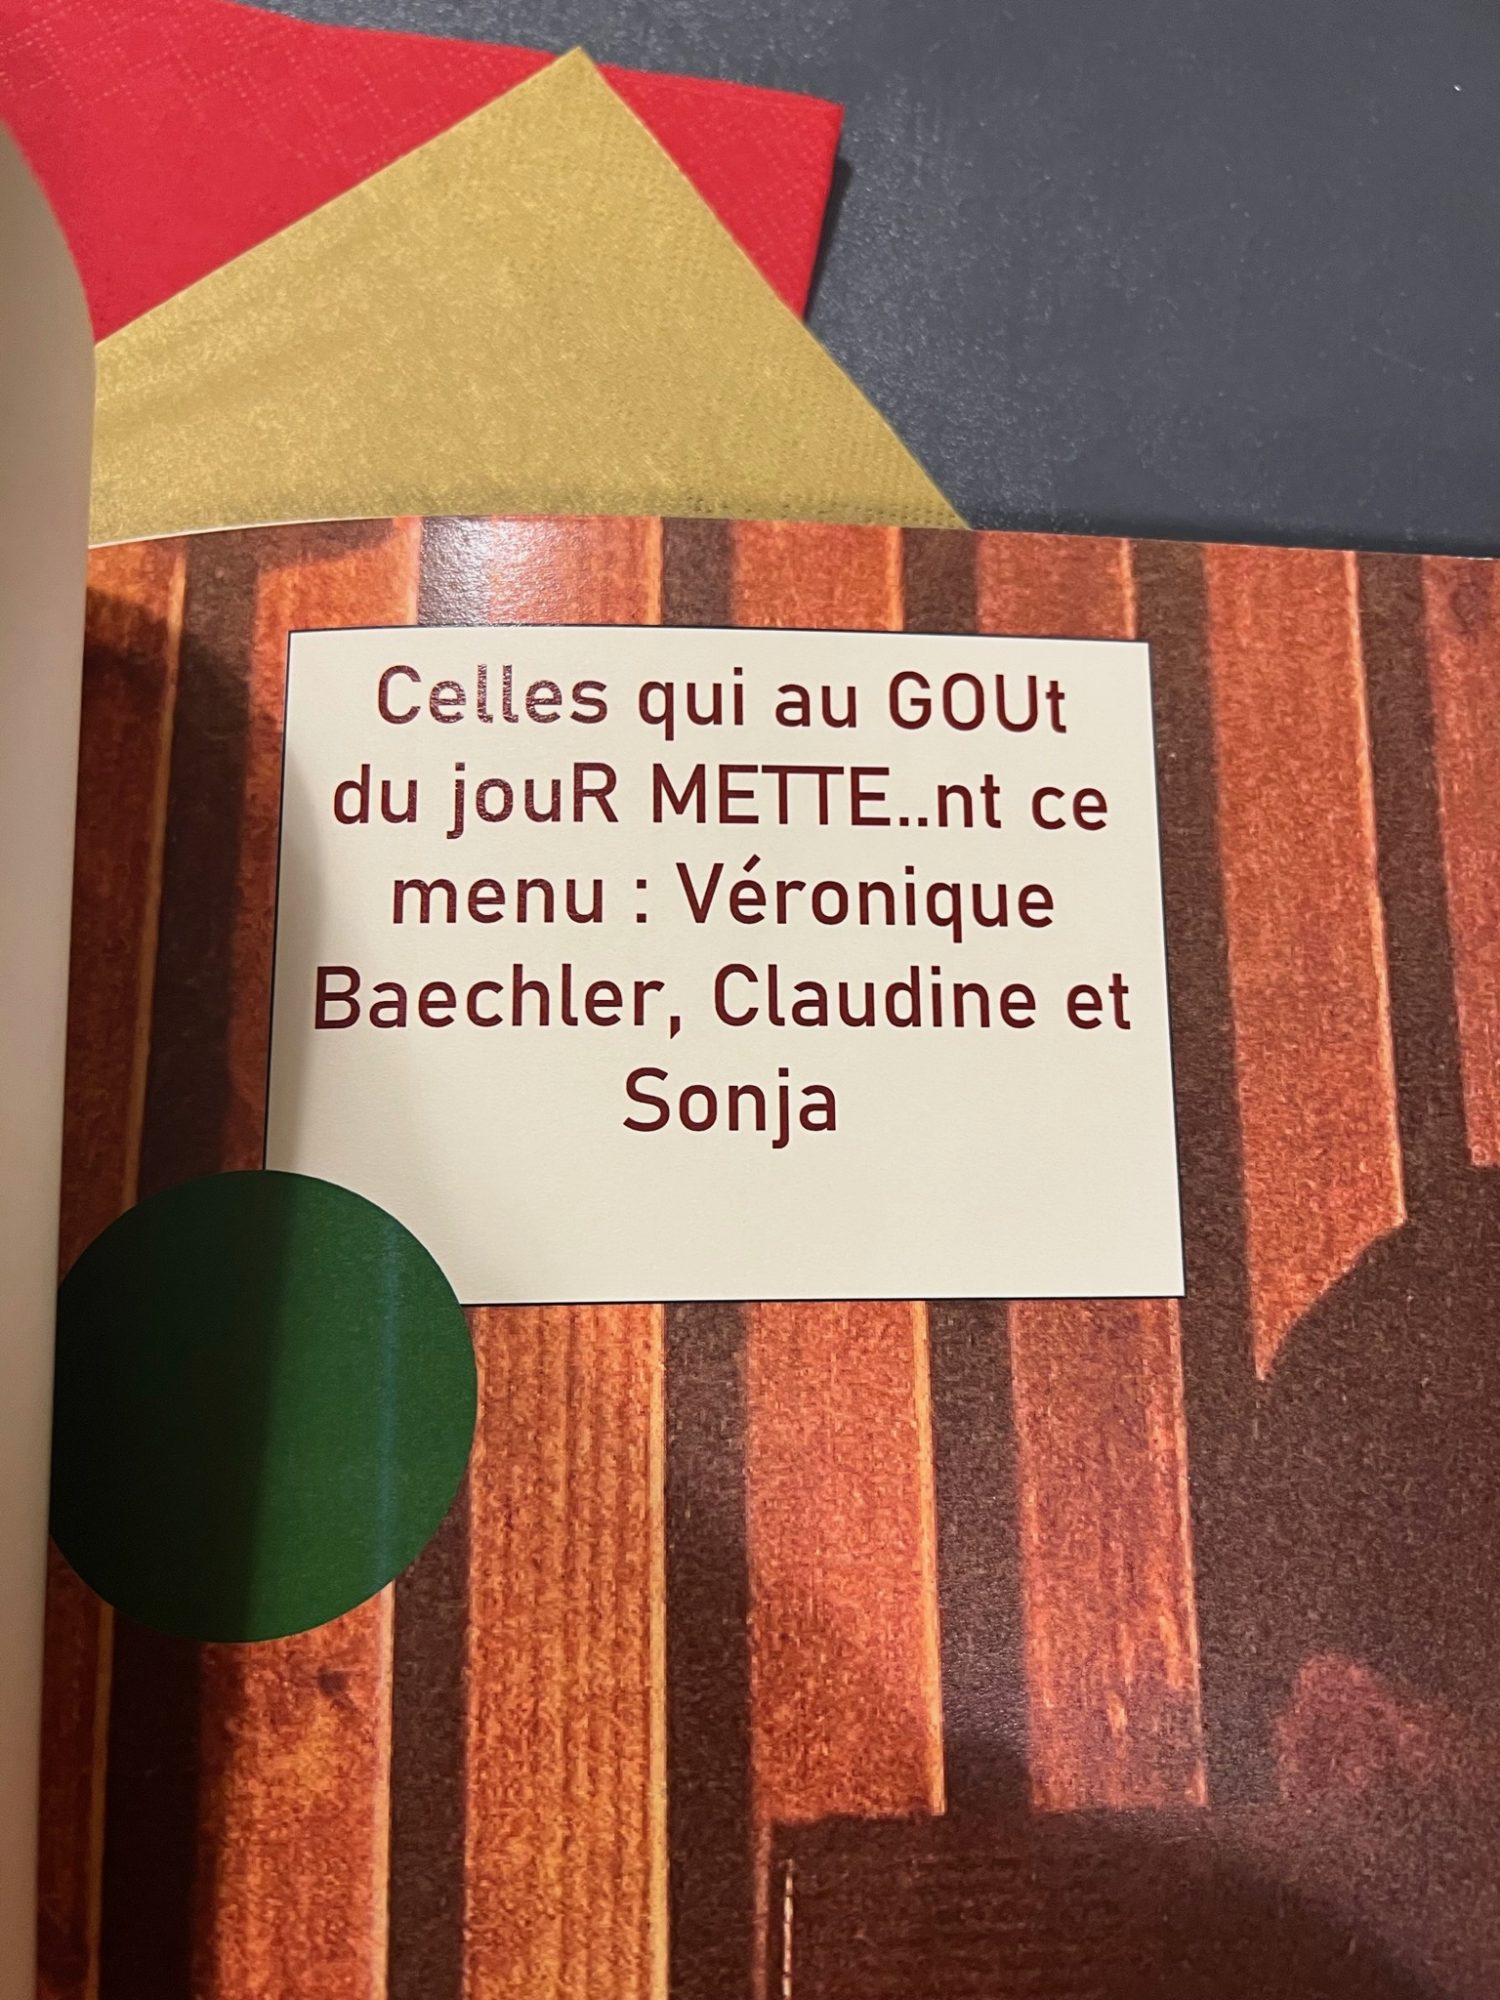 Celles qui au GOUt
du jouR METTE..nt ce
menu : Véronique
Baechler, Claudine et
Sonja